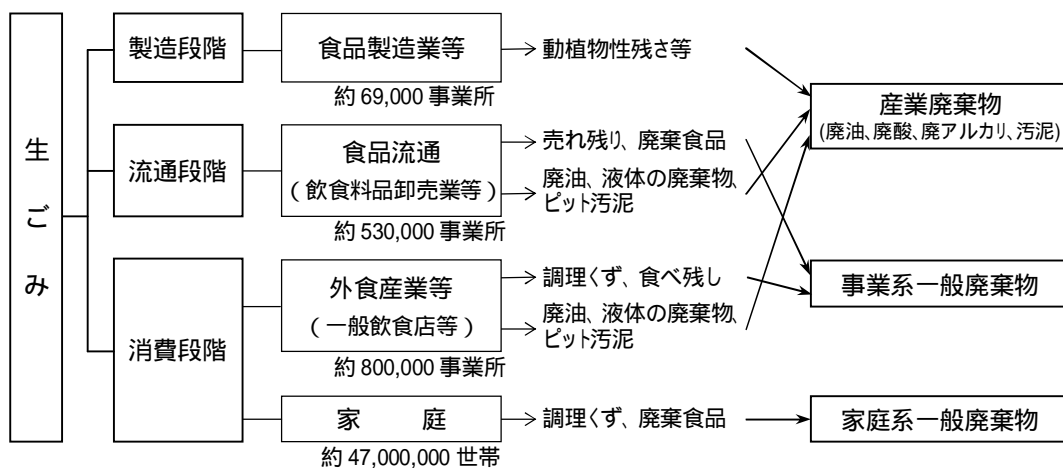 生ごみ
製造段階
食品製造業等
約 69,000 事業所
動植物性残さ等
流通段階
食品流通
（飲食料品卸売業等）
約 530,000 事業所
売れ残り、廃棄食品
廃油、液体の廃棄物、
ピット汚泥
消費段階
外食産業等
（一般飲食店等）
約 800,000 事業所
調理くず、食べ残し
廃油、液体の廃棄物、
ピット汚泥
家　庭
約 47,000,000 世帯
調理くず、廃棄食品
産業廃棄物
(廃油、廃酸、廃アルカリ、汚泥)
事業系一般廃棄物
家庭系一般廃棄物